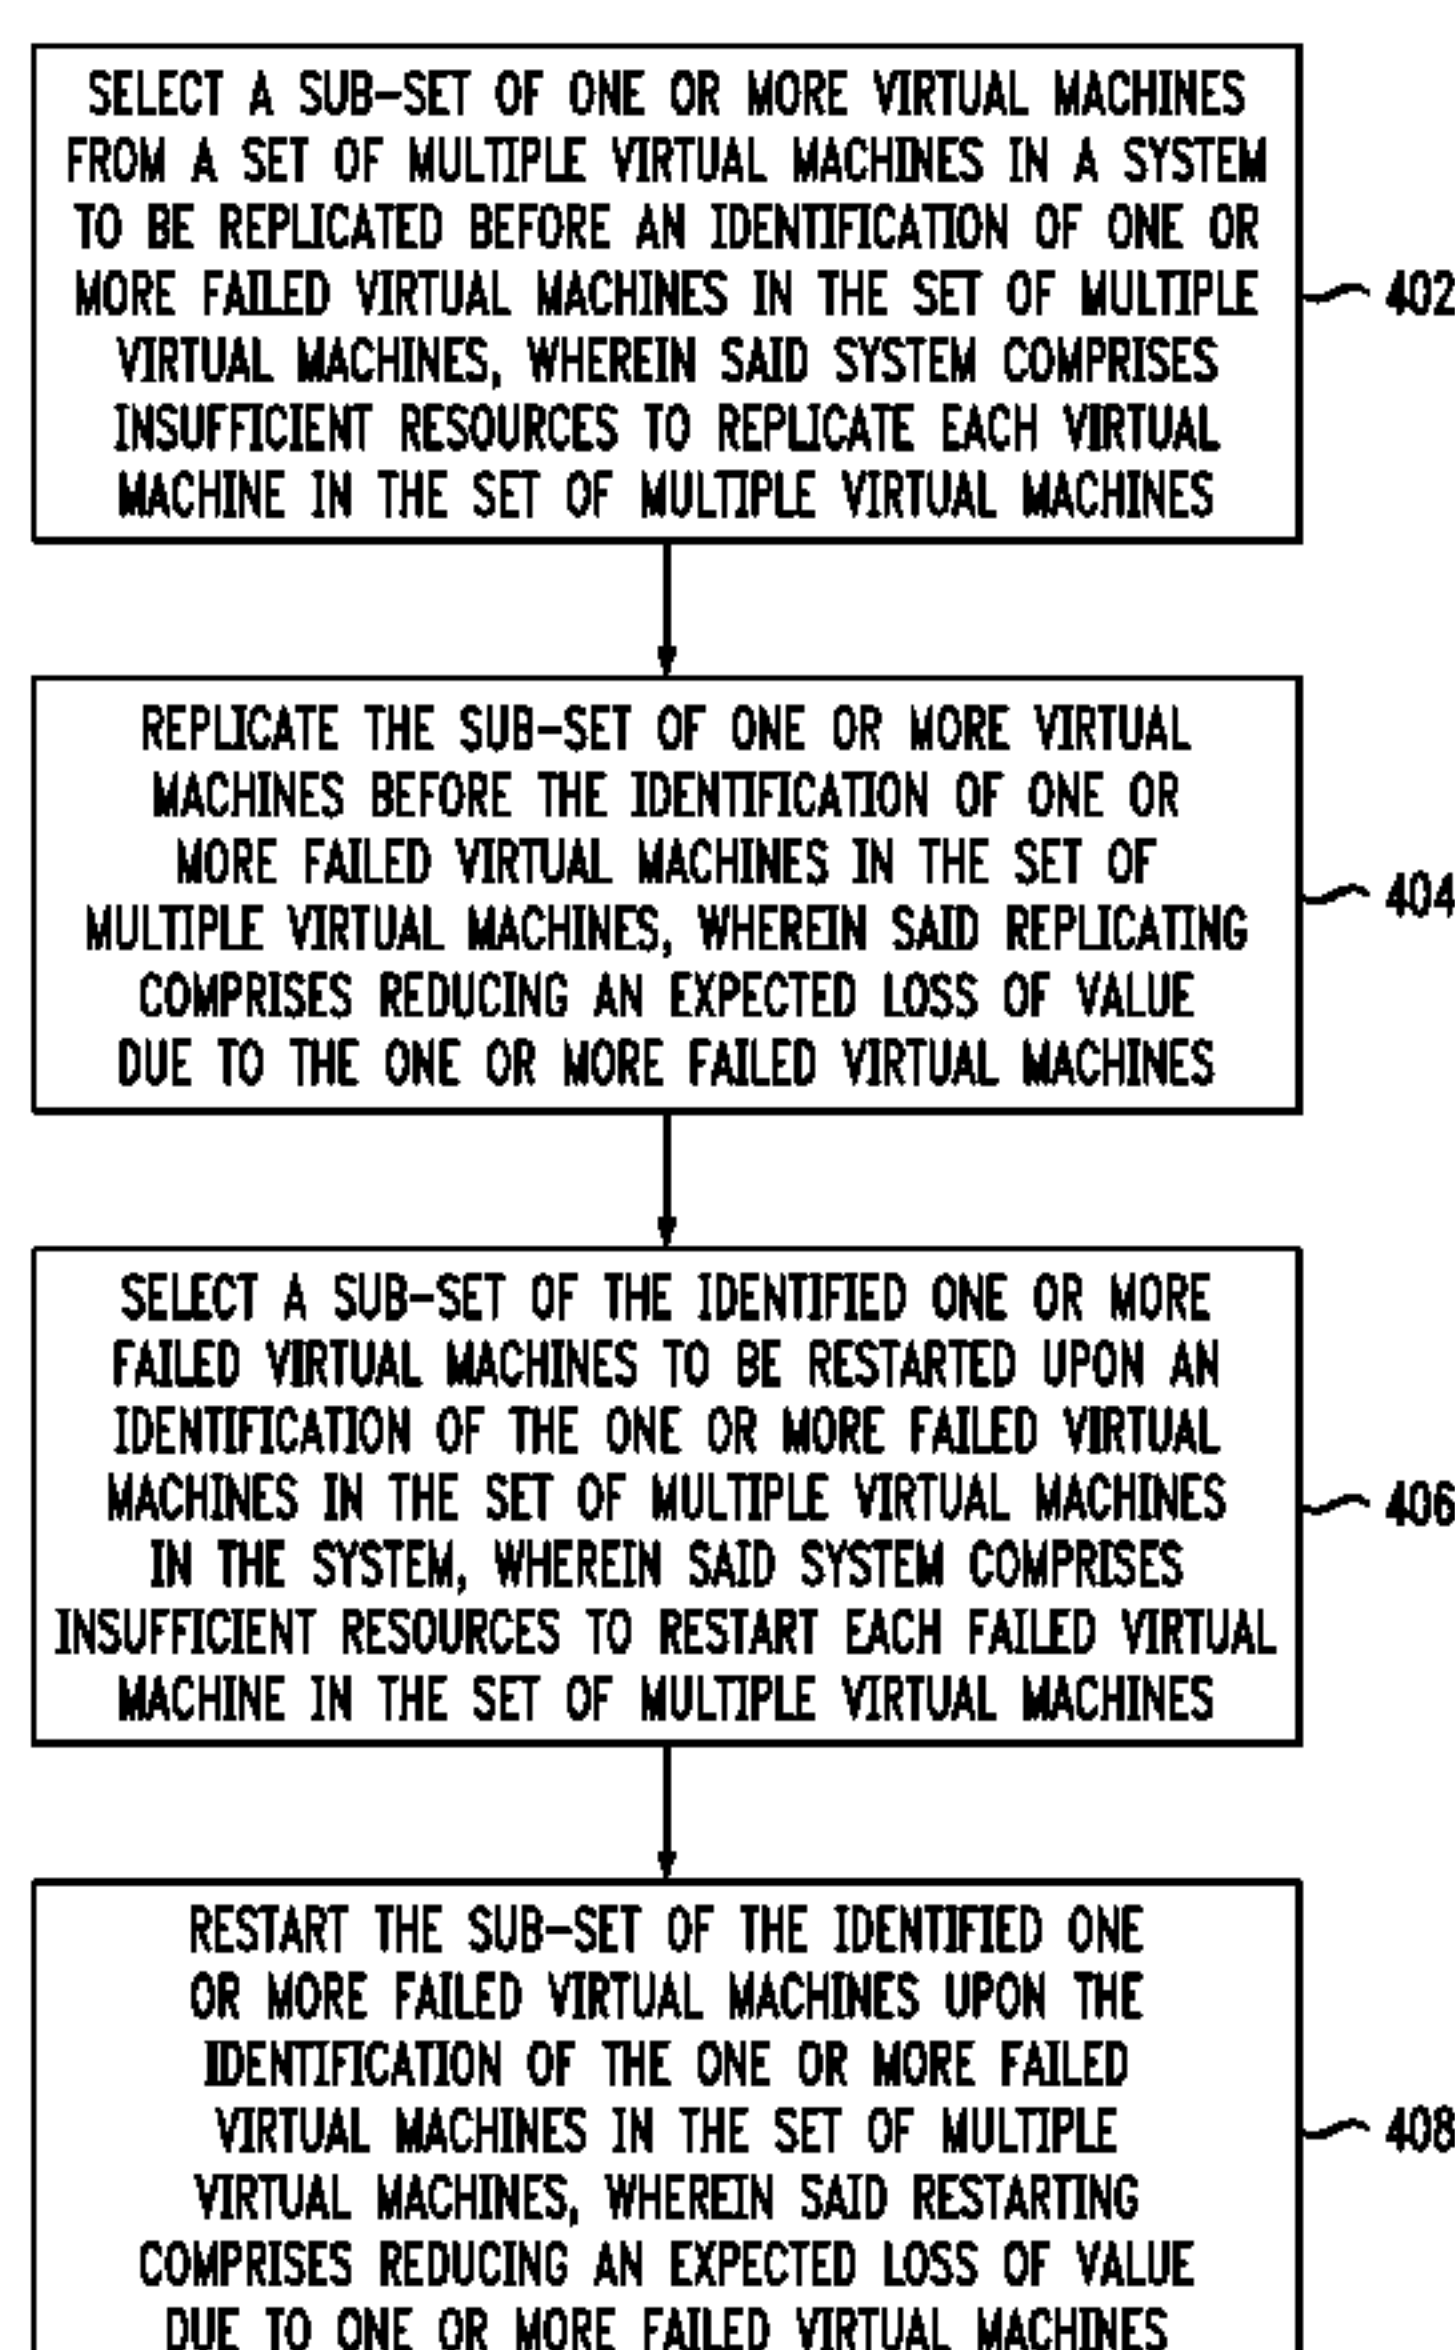 SELECT A SUB-SET OF ONE OR MORE VIRTUAL MACHINES
FROM A SET OF MULTIPLE VIRTUAL MACHINES IN A SYSTEM
TO BE REPLICATED BEFORE AN IDENTIFICATION OF ONE OR
MORE FAILED VIRTUAL MACHINES IN THE SET OF MULTIPLE
VIRTUAL MACHINES, WHEREIN SAID SYSTEM COMPRISES
INSUFFICIENT RESOURCES TO REPLICATE EACH VIRTUAL
MACHINE IN THE SET OF MULTIPLE VIRTUAL MACHINES
402
REPLICATE THE SUB-SET OF ONE OR MORE VIRTUAL
MACHINES BEFORE THE IDENTIFICATION OF ONE OR
MORE FAILED VIRTUAL MACHINES IN THE SET OF
MULTIPLE VIRTUAL MACHINES, WHEREIN SAID REPLICATING
COMPRISES REDUCING AN EXPECTED LOSS OF VALUE
DUE TO THE ONE OR MORE FAILED VIRTUAL MACHINES
404
SELECT A SUB-SET OF THE IDENTIFIED ONE OR MORE
FAILED VIRTUAL MACHINES TO BE RESTARTED UPON AN
IDENTIFICATION OF THE ONE OR MORE FAILED VIRTUAL
MACHINES IN THE SET OF MULTIPLE VIRTUAL MACHINES
IN THE SYSTEM, WHEREIN SAID SYSTEM COMPRISES
INSUFFICIENT RESOURCES TO RESTART EACH FAILED VIRTUAL
MACHINE IN THE SET OF MULTIPLE VIRTUAL MACHINES
406
RESTART THE SUB-SET OF THE IDENTIFIED ONE
OR MORE FAILED VIRTUAL MACHINES UPON THE
IDENTIFICATION OF THE ONE OR MORE FAILED
VIRTUAL MACHINES IN THE SET OF MULTIPLE
VIRTUAL MACHINES, WHEREIN SAID RESTARTING
COMPRISES REDUCING AN EXPECTED LOSS OF VALUE
DUE TO ONE OR MORE FAILED VIRTUAL MACHINES
408